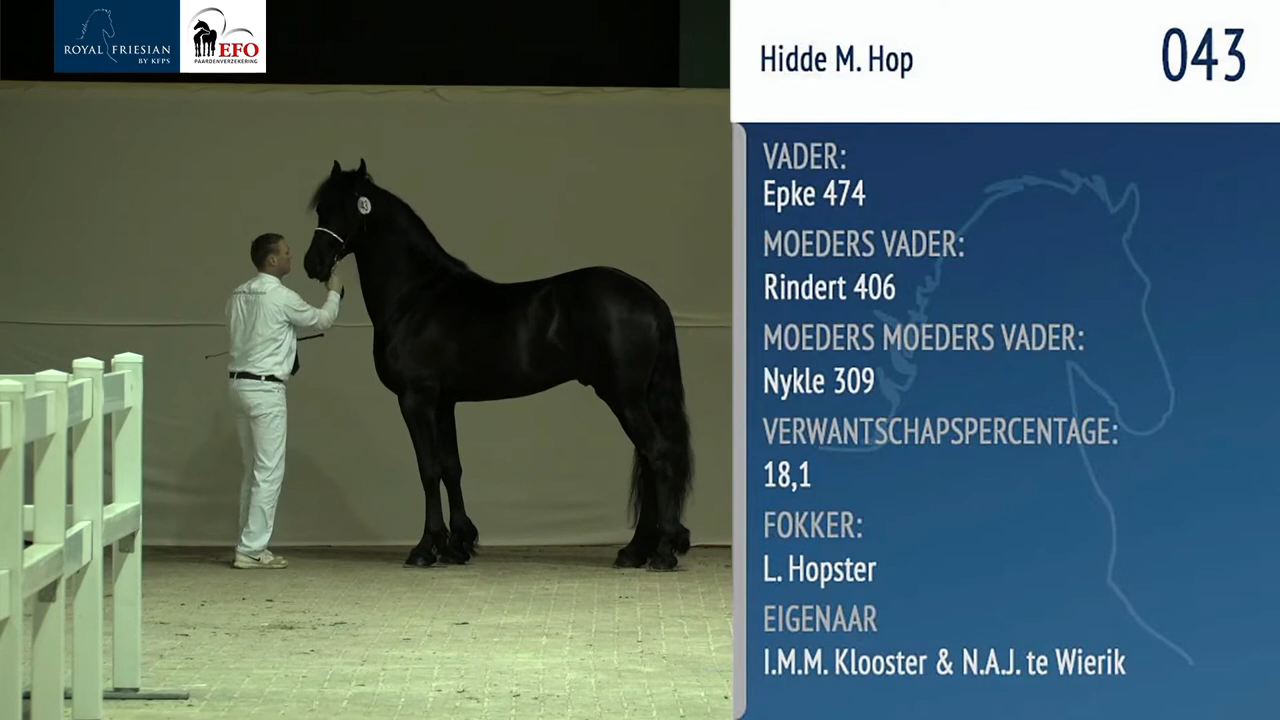 ROYAL FRIESIAN
BY KFPS
EFO
PAARDENVERZEKERING
Hidde M. Hop
043
VADER:
Epke 474
MOEDERS VADER:
Rindert 406
MOEDERS MOEDERS VADER:
Nykle 309
VERWANTSCHAPSPERCENTAGE:
18,1
FOKKER:
L. Hopster
EIGENAAR
I.M.M. Klooster & N.A.J. te Wierik
43